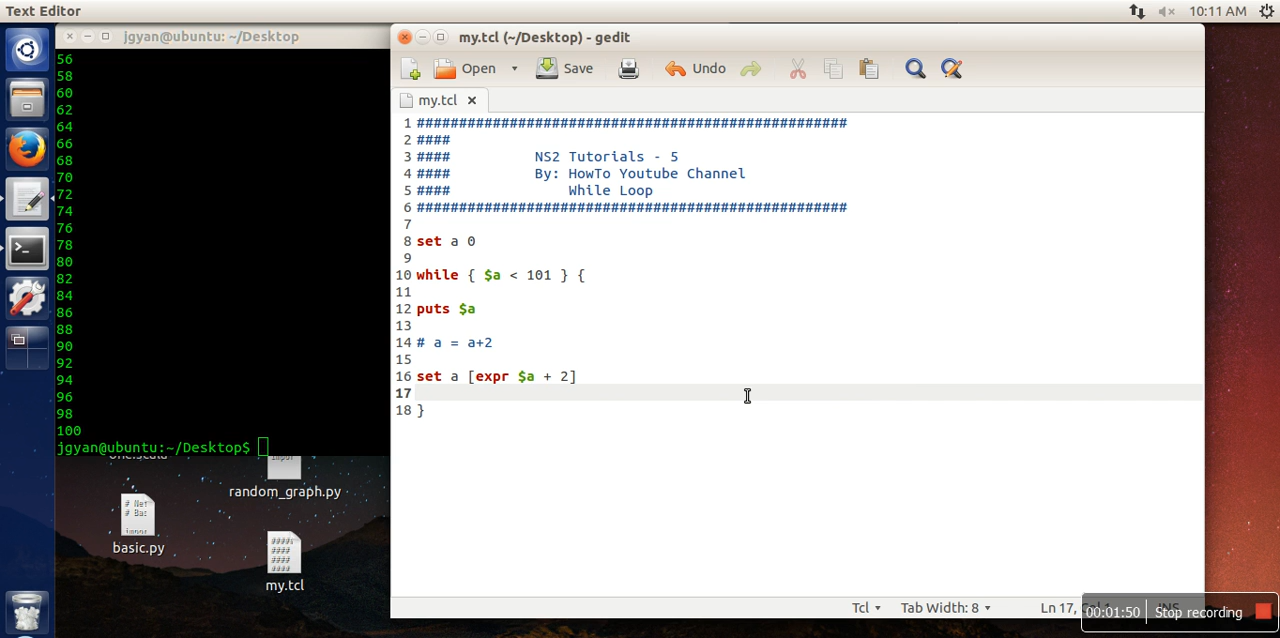 Text Editor
10:11 AM
jgyan@ubuntu: ~/Desktop
56
58
60
62
64
66
68
70
72
74
76
78
80
82
84
86
88
90
92
94
96
98
100
jgyan@ubuntu:~/Desktop$
random_graph.py
# Net
# Bas
basic.py
####
####
####
my.tcl
my.tcl (~/Desktop) - gedit
Open
Save
Undo
my.tcl
1 ###################################################
2 ####
3 #### NS2 Tutorials - 5
4 #### By: HowTo Youtube Channel
5 #### While Loop
6 ###################################################
7
8 set a 0
9
10 while { $a < 101 } {
11
12 puts $a
13
14 # a = a+2
15
16 set a [expr $a + 2]
17
18 }
Tcl
Tab Width: 8
Ln 17,
00:01:50
Stop recording